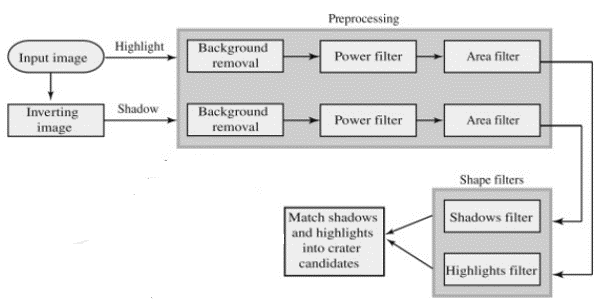 Preprocessing
Input image
Highlight
Background
removal
Power filter
Area filter
Inverting
image
Shadow
Background
removal
Power filter
Area filter
Shape filters
Match shadows
and highlights
into crater
candidates
Shadows filter
Highlights filter